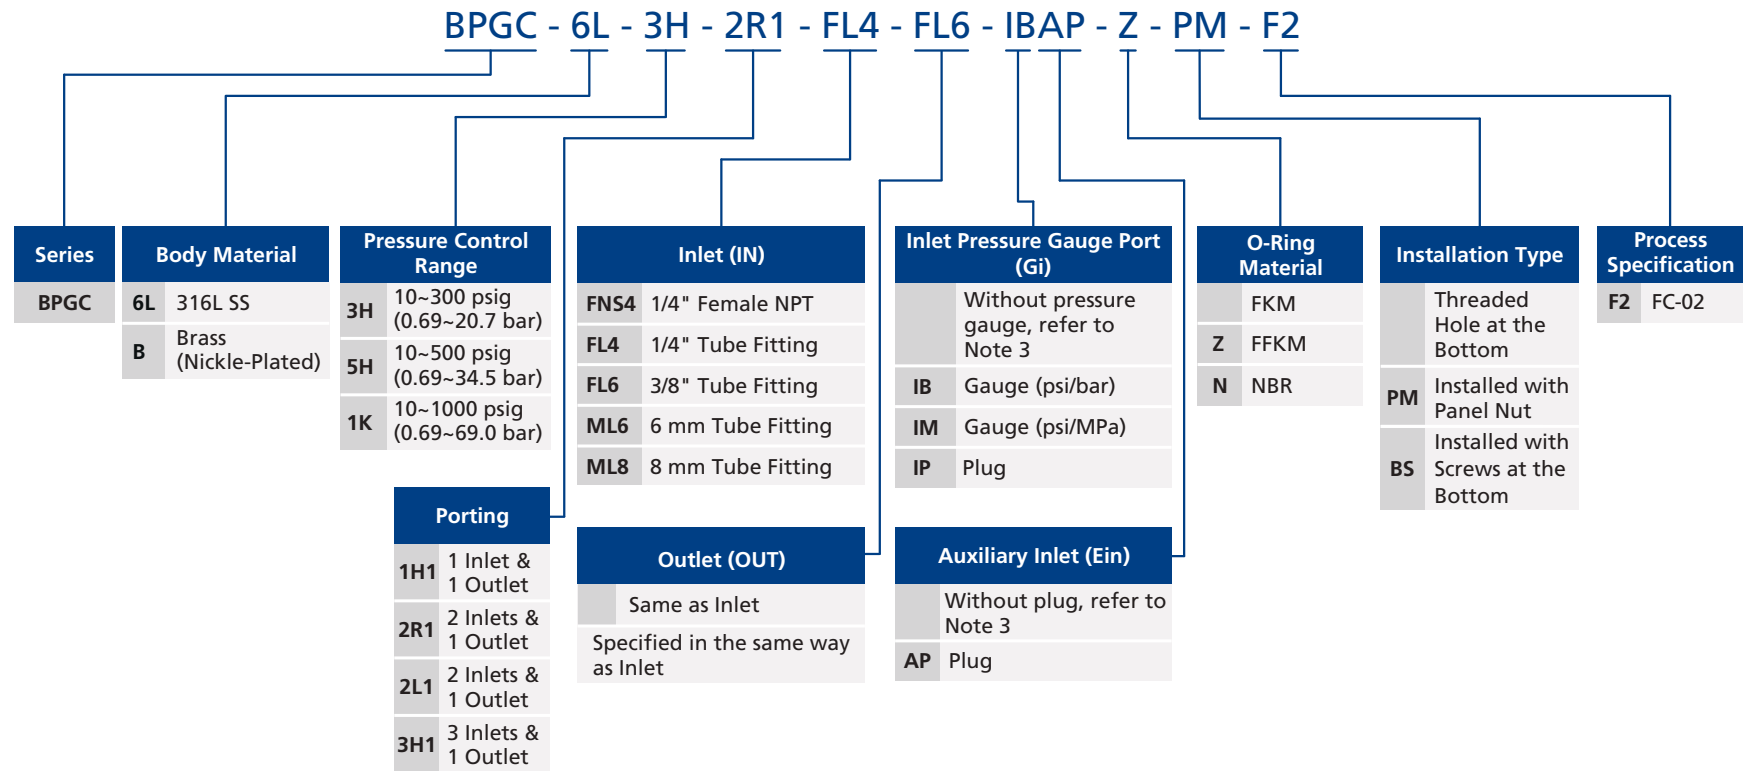 BPGC - 6L - 3H - 2R1 - FL4 - FL6 - IBAP - Z - PM - F2
Series
BPGC
Body Material
6L 316L SS
B Brass
(Nickle-Plated)
Pressure Control
Range
3H 10~300 psig
(0.69~20.7 bar)
5H 10~500 psig
(0.69~34.5 bar)
1K 10~1000 psig
(0.69~69.0 bar)
Porting
1H1 1 Inlet &
1 Outlet
2R1 2 Inlets &
1 Outlet
2L1 2 Inlets &
1 Outlet
3H1 3 Inlets &
1 Outlet
Inlet (IN)
FNS4 1/4" Female NPT
FL4 1/4" Tube Fitting
FL6 3/8" Tube Fitting
ML6 6 mm Tube Fitting
ML8 8 mm Tube Fitting
Outlet (OUT)
Same as Inlet
Specified in the same way
as Inlet
Inlet Pressure Gauge Port
(Gi)
Without pressure
gauge, refer to
Note 3
IB Gauge (psi/bar)
IM Gauge (psi/MPa)
IP Plug
Auxiliary Inlet (Ein)
Without plug, refer to
Note 3
AP Plug
O-Ring
Material
FKM
Z FFKM
N NBR
Installation Type
Threaded
Hole at the
Bottom
PM Installed with
Panel Nut
BS Installed with
Screws at the
Bottom
Process
Specification
F2 FC-02